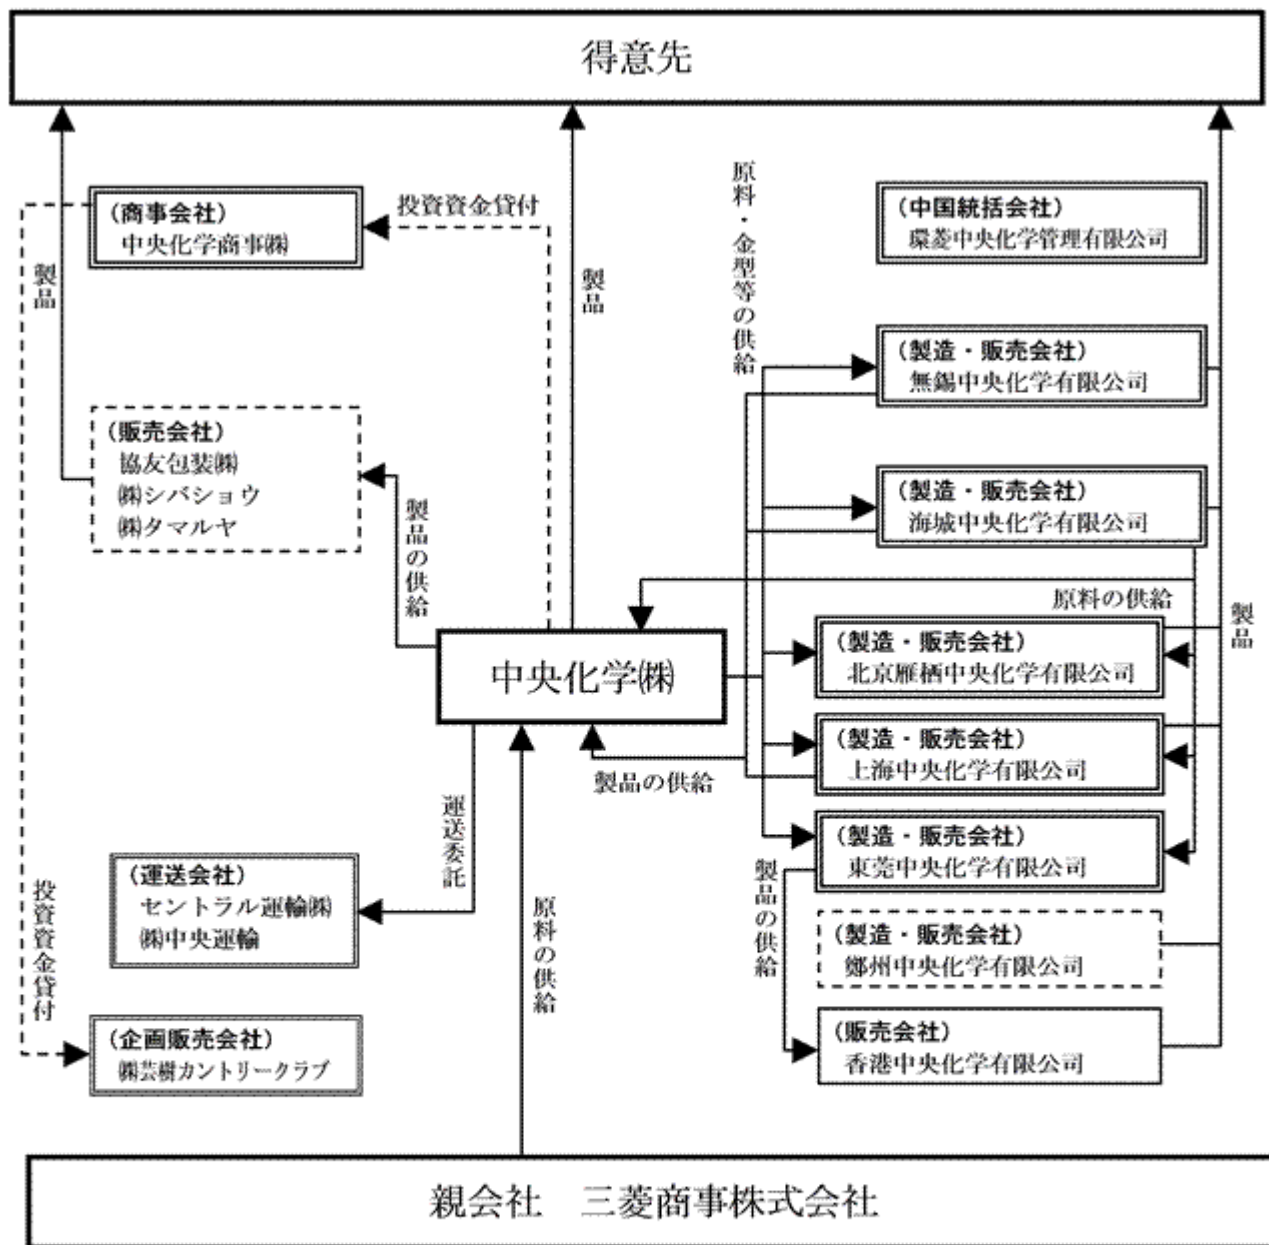 得意先
(商事会社)
中央化学商事㈱
投資資金貸付
製品
製品
原料・金型等の供給
(中国統括会社)
環菱中央化学管理有限公司
(製造・販売会社)
無錫中央化学有限公司
(販売会社)
協友包装㈱
㈱シバショウ
㈱タマルヤ
製品の供給
(製造・販売会社)
海城中央化学有限公司
原料の供給
製品
中央化学㈱
(製造・販売会社)
北京雁栖中央化学有限公司
(製造・販売会社)
上海中央化学有限公司
製品の供給
(製造・販売会社)
東莞中央化学有限公司
運送委託
(運送会社)
セントラル運輸㈱
㈱中央運輸
投資資金貸付
原料の供給
製品の供給
(製造・販売会社)
鄭州中央化学有限公司
(企画販売会社)
㈱芸樹カントリークラブ
(販売会社)
香港中央化学有限公司
親会社 三菱商事株式会社